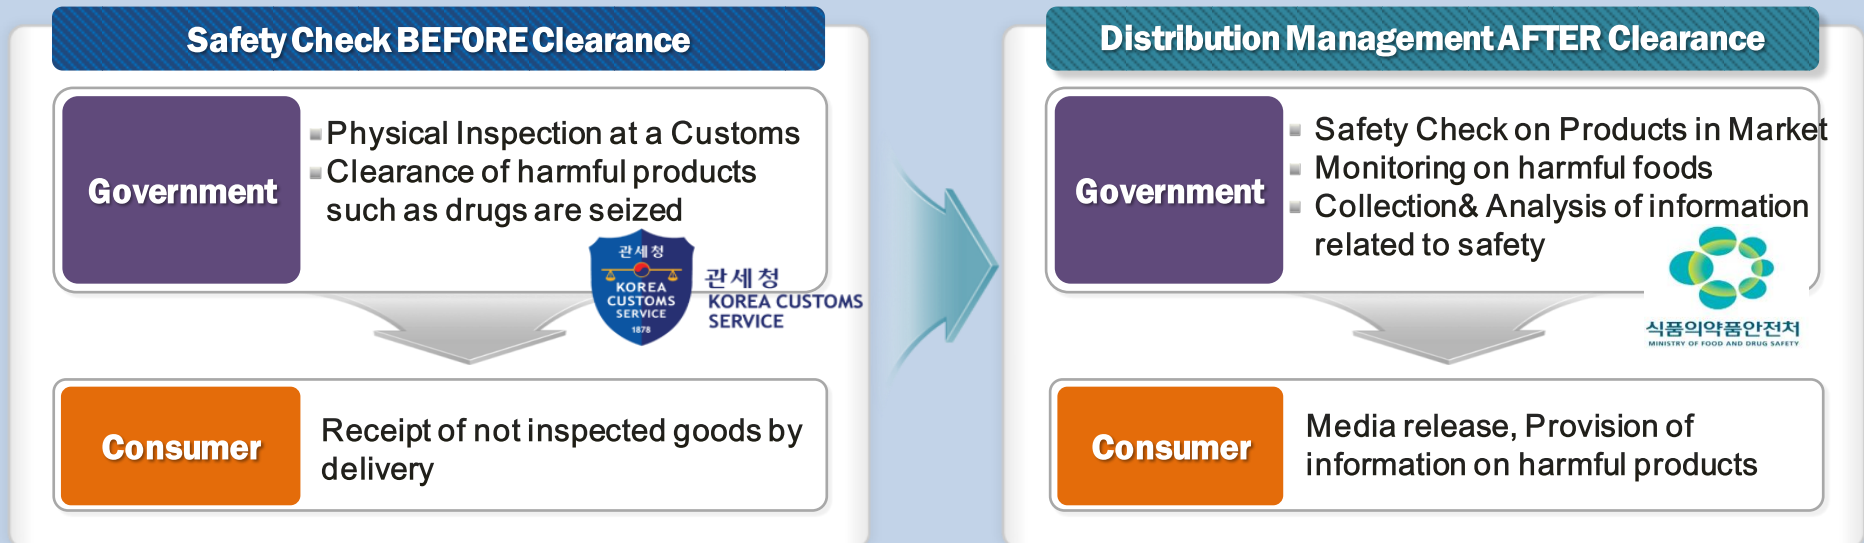 Safety Check BEFORE Clearance
Government
Physical Inspection at a Customs
Clearance of harmful products
such as drugs are seized
관세청
KOREA
CUSTOMS
SERVICE
1878
관세청
KOREA CUSTOMS
SERVICE
Consumer
Receipt of not inspected goods by
delivery
Distribution Management AFTER Clearance
Government
Safety Check on Products in Market
Monitoring on harmful foods
Collection& Analysis of information
related to safety
식품의약품안전처
MINISTRY OF FOOD AND DRUG SAFETY
Consumer
Media release, Provision of
information on harmful products